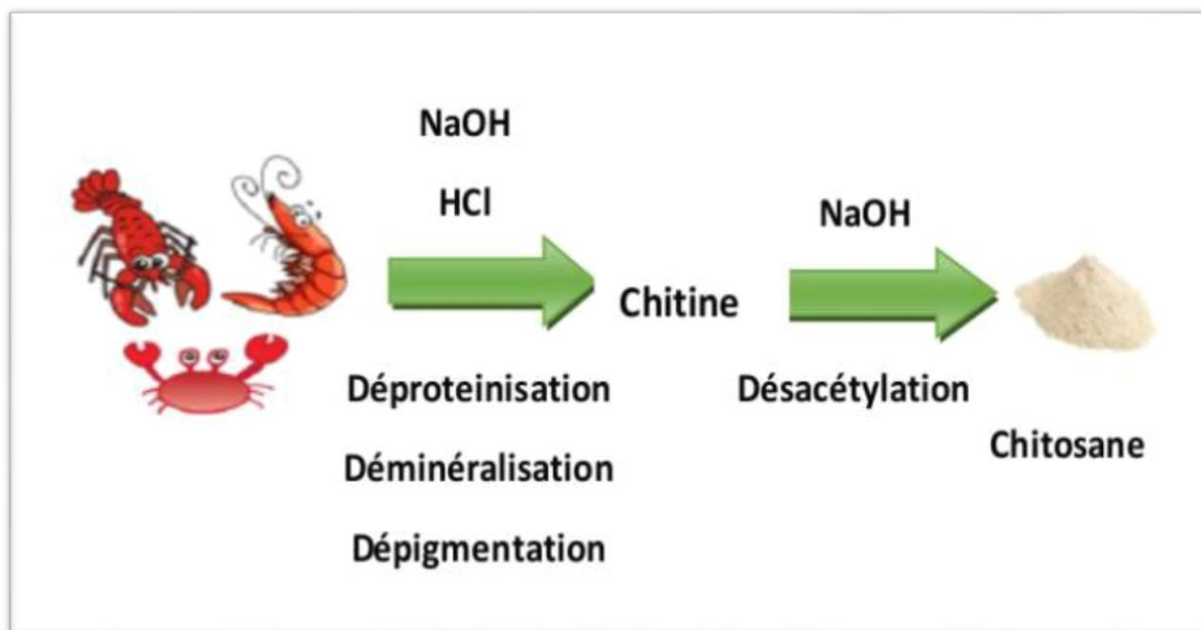 NaOH
HCl
Déproteinisation
Déminéralisation
Dépigmentation
Chitine
NaOH
Désacétylation
Chitosane